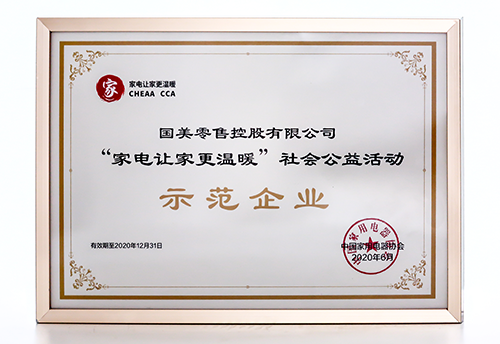 家
家电让家更温暖
CHEAA CCA
国美零售控股有限公司
“家电让家更温暖”社会公益活动
示范企业
有效期至2020年12月31日
中国家用电器协会
2020年6月